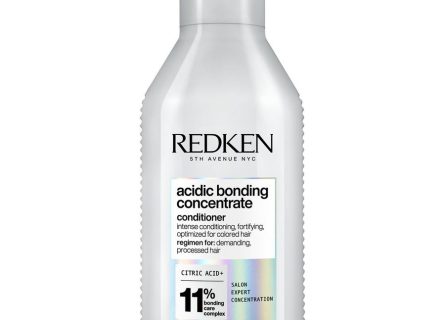 REDKEN
5TH AVENUE NYC
acidic bonding
concentrate
conditioner
intense conditioning, fortifying,
optimized for colored hair
regimen for: demanding,
processed hair
CITRIC ACID+
11%
bonding
care
complex
SALON
EXPERT
CONCENTRATION